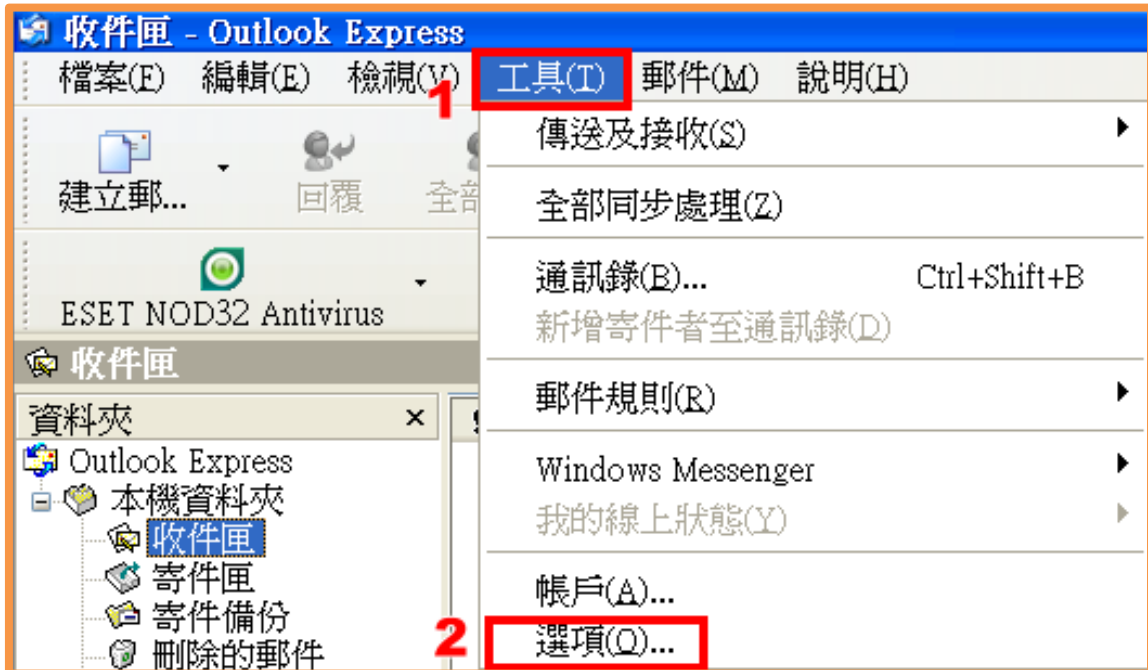 收件匣 - Outlook Express
檔案(F) 編輯(E) 檢視(V) 工具(T) 郵件(M) 說明(H)
1
建立郵... 回覆 全部
ESET NOD32 Antivirus
傳送及接收(S)
全部同步處理(Z)
通訊錄(B)... Ctrl+Shift+B
新增寄件者至通訊錄(D)
郵件規則(R)
Windows Messenger
我的線上狀態(Y)
帳戶(A)...
2 選項(O)...
收件匣
資料夾 ×
Outlook Express
本機資料夾
收件匣
寄件匣
寄件備份
刪除的郵件